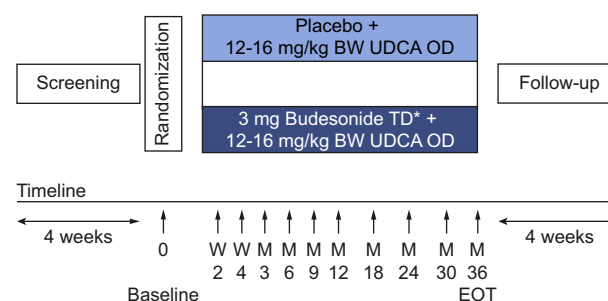 Placebo +
12-16 mg/kg BW UDCA OD
Screening
Randomization
Follow-up
3 mg Budesonide TD* +
12-16 mg/kg BW UDCA OD
Timeline
4 weeks
0
W W M M M M M M M M
2 4 3 6 9 12 18 24 30 36
4 weeks
Baseline
EOT